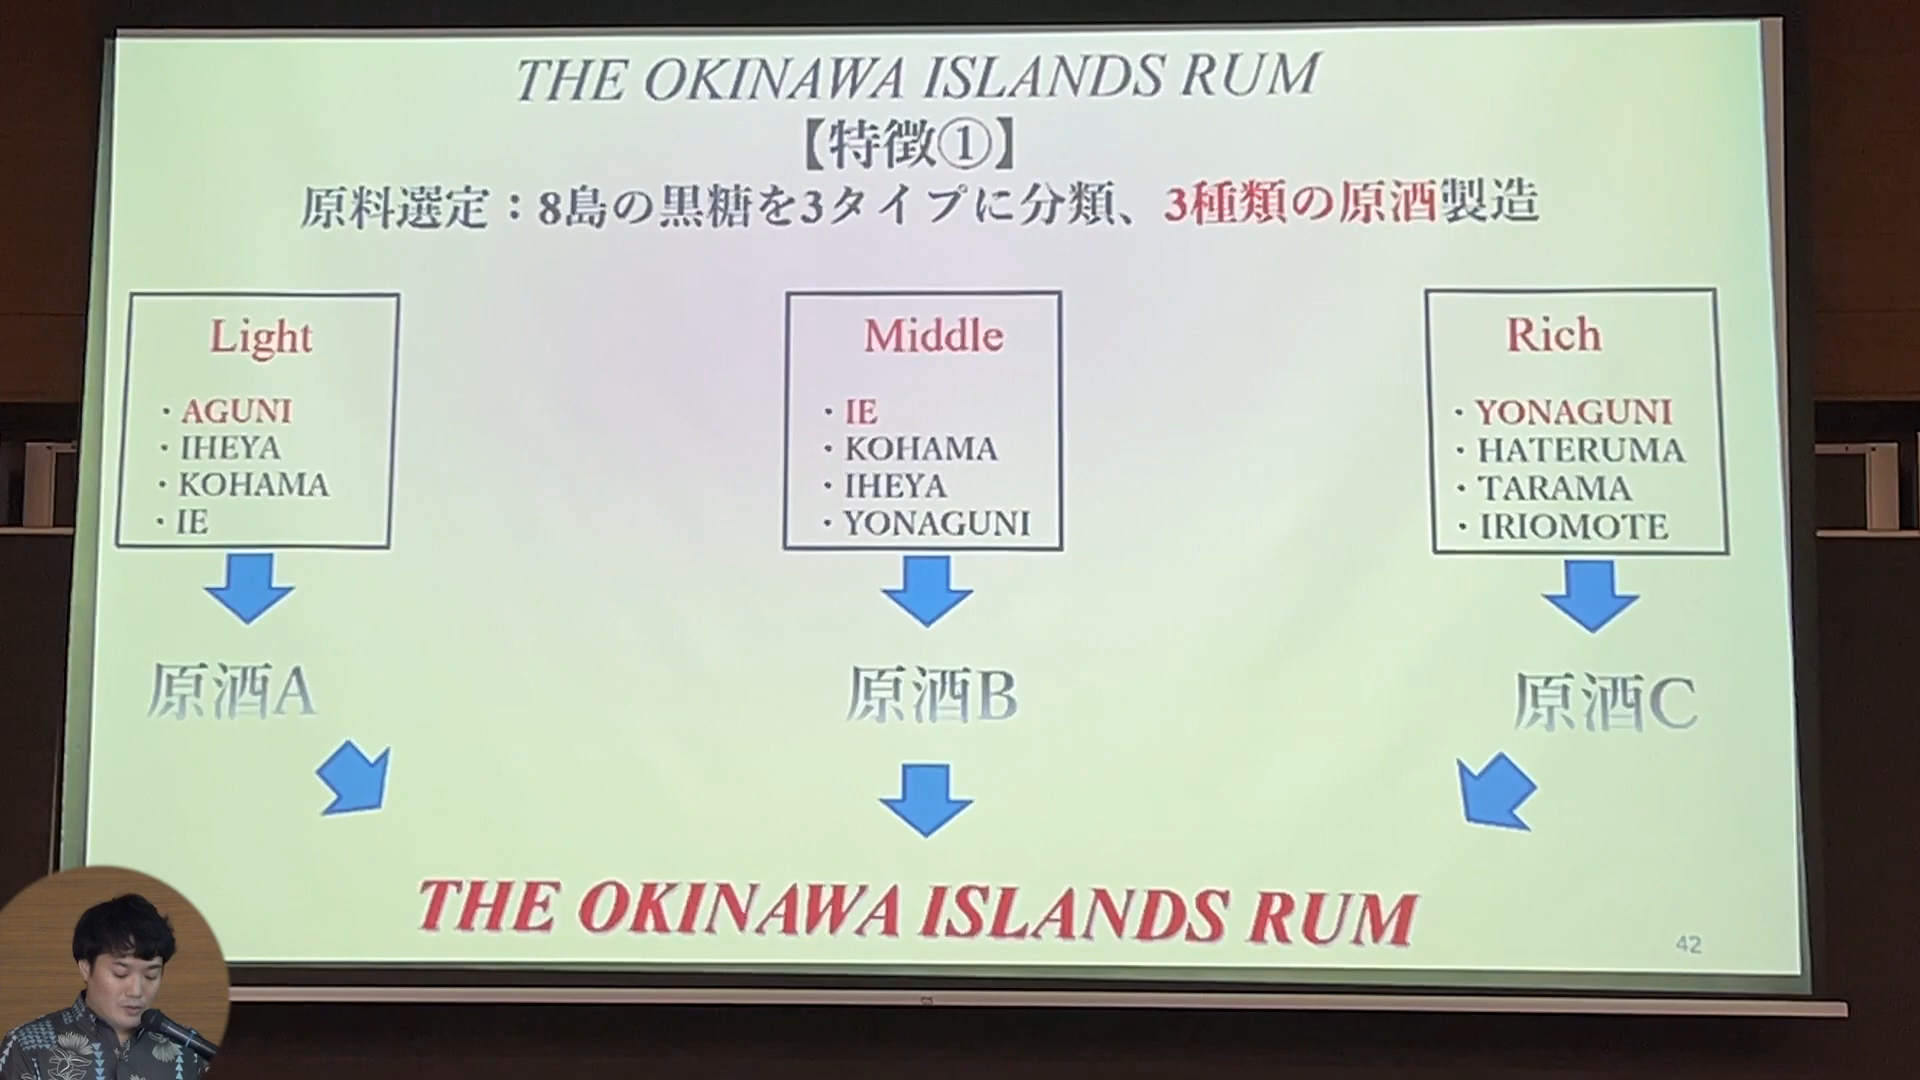 THE OKINAWA ISLANDS RUM
【特徴①】
原料選定：8島の黒糖を3タイプに分類、3種類の原酒製造
Light
・AGUNI
・IHEYA
・KOHAMA
・IE
Middle
・IE
・KOHAMA
・IHEYA
・YONAGUNI
Rich
・YONAGUNI
・HATERUMA
・TARAMA
・IRIOMOTE
原酒A
原酒B
原酒C
THE OKINAWA ISLANDS RUM
42